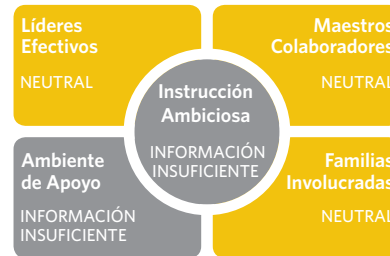 Líderes
Efectivos
NEUTRAL
Maestros
Colaboradores
NEUTRAL
Instrucción
Ambiciosa
INFORMACIÓN
INSUFICIENTE
Ambiente
de Apoyo
INFORMACIÓN
INSUFICIENTE
Familias
Involucradas
NEUTRAL